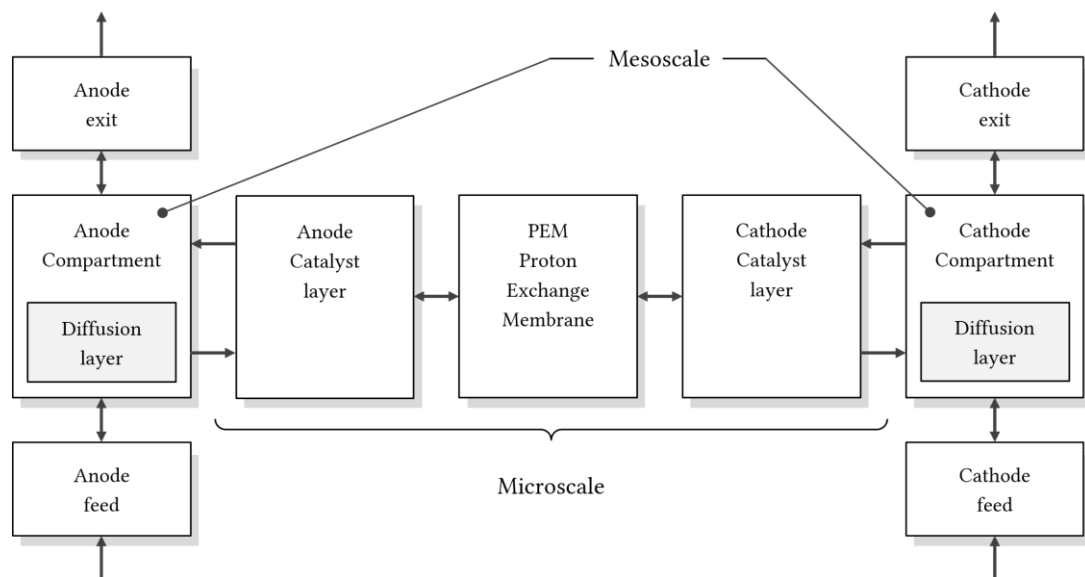 Mesoscale
Anode
exit
Cathode
exit
Anode
Compartment
Diffusion
layer
Anode
Catalyst
layer
PEM
Proton
Exchange
Membrane
Cathode
Catalyst
layer
Cathode
Compartment
Diffusion
layer
Anode
feed
Microscale
Cathode
feed